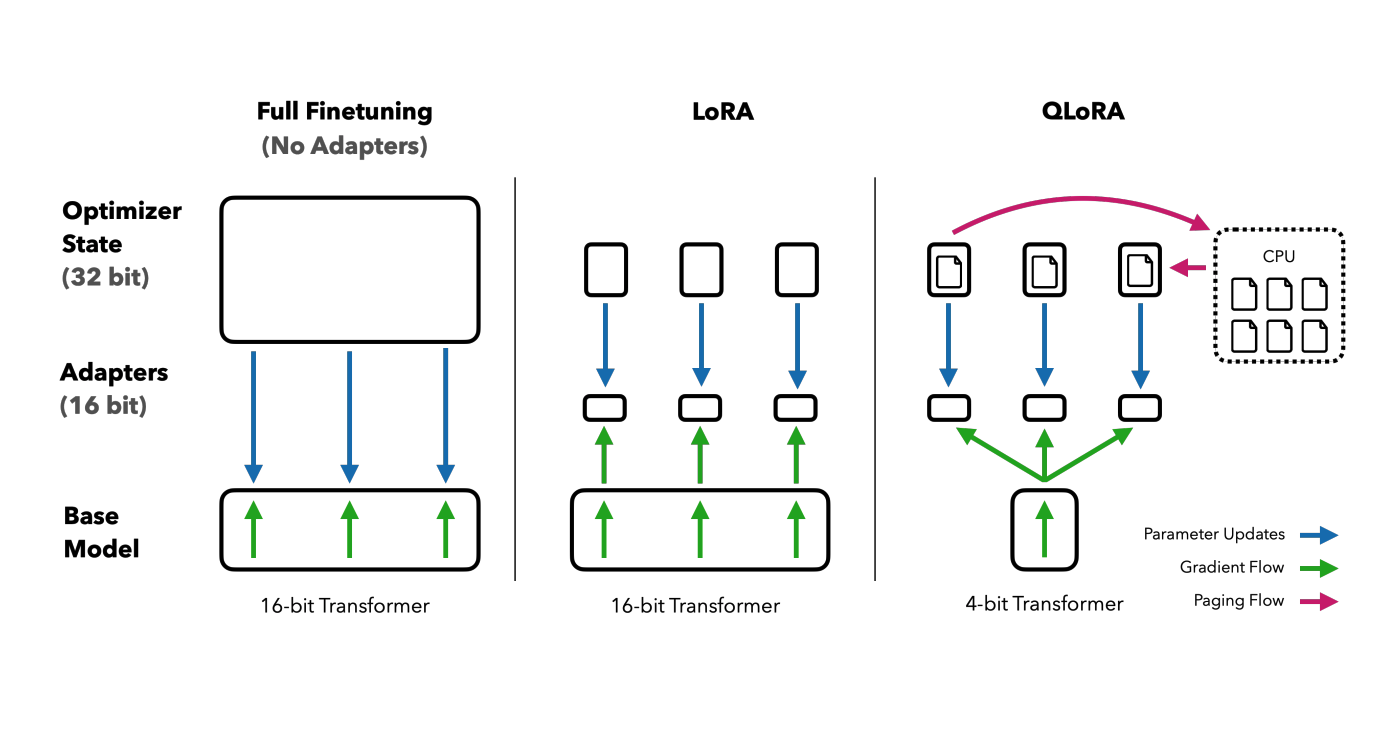 Full Finetuning
(No Adapters)
LoRA
QLoRA
Optimizer
State
(32 bit)
CPU
Adapters
(16 bit)
Base
Model
Parameter Updates
Gradient Flow
Paging Flow
16-bit Transformer
16-bit Transformer
4-bit Transformer